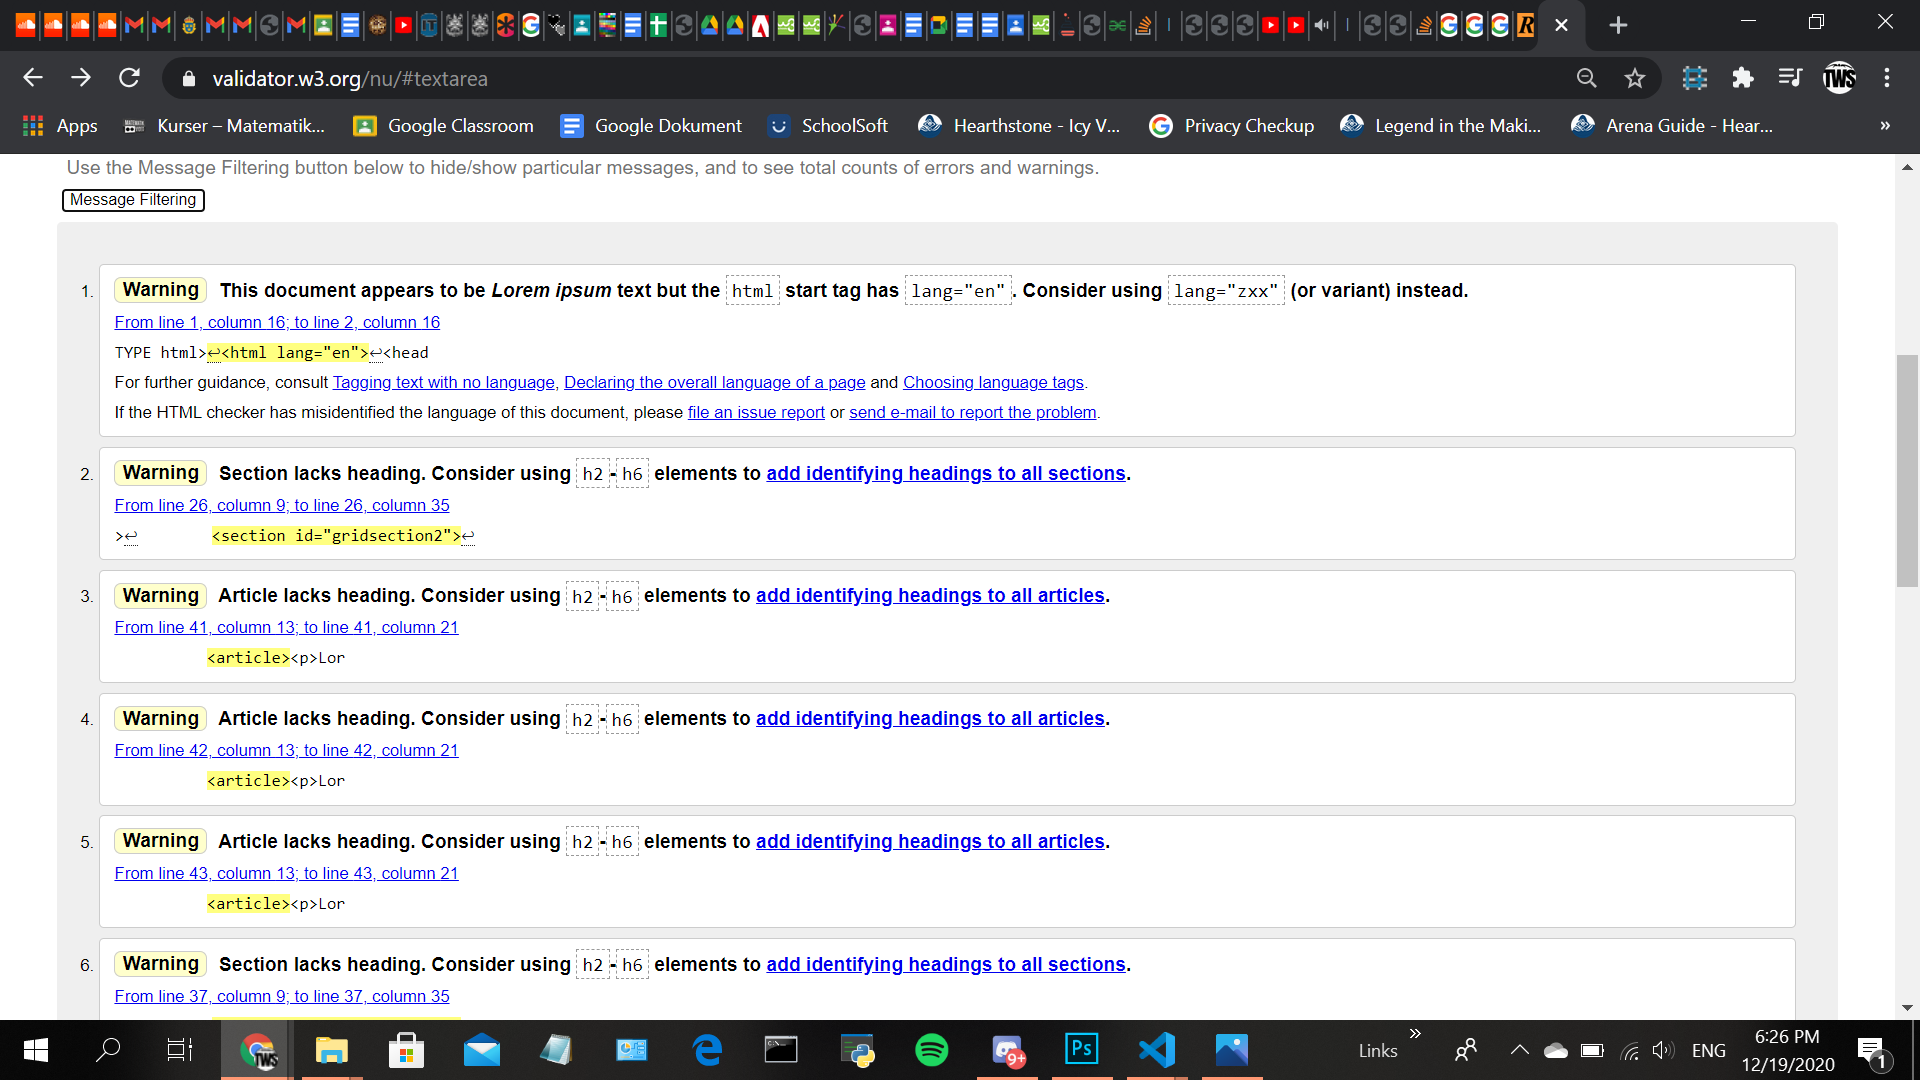 validator.w3.org/nu/#textarea
Apps
Kurser – Matematik...
Google Classroom
Google Dokument
SchoolSoft
Hearthstone - Icy V...
Privacy Checkup
Legend in the Maki...
Arena Guide - Hear...
»
Use the Message Filtering button below to hide/show particular messages, and to see total counts of errors and warnings.
Message Filtering
1. Warning This document appears to be Lorem ipsum text but the html start tag has lang="en". Consider using lang="zxx" (or variant) instead.
From line 1, column 16; to line 2, column 16
TYPE html>↩<html lang="en">↩<head
For further guidance, consult Tagging text with no language, Declaring the overall language of a page and Choosing language tags.
If the HTML checker has misidentified the language of this document, please file an issue report or send e-mail to report the problem.
2. Warning Section lacks heading. Consider using h2-h6 elements to add identifying headings to all sections.
From line 26, column 9; to line 26, column 35
>↩ <section id="gridsection2">↩
3. Warning Article lacks heading. Consider using h2-h6 elements to add identifying headings to all articles.
From line 41, column 13; to line 41, column 21
<article><p>Lor
4. Warning Article lacks heading. Consider using h2-h6 elements to add identifying headings to all articles.
From line 42, column 13; to line 42, column 21
<article><p>Lor
5. Warning Article lacks heading. Consider using h2-h6 elements to add identifying headings to all articles.
From line 43, column 13; to line 43, column 21
<article><p>Lor
6. Warning Section lacks heading. Consider using h2-h6 elements to add identifying headings to all sections.
From line 37, column 9; to line 37, column 35
TWS
9+
Ps
Links
»
ENG
6:26 PM
12/19/2020
1